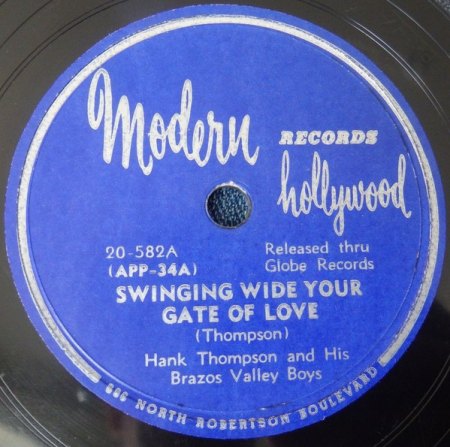 Modern RECORDS
hollywood
20-582A
(APP-34A)
Released thru
Globe Records
SWINGING WIDE YOUR
GATE OF LOVE
(Thompson)
Hank Thompson and His
Brazos Valley Boys
686 NORTH ROBERTSON BOULEVARD